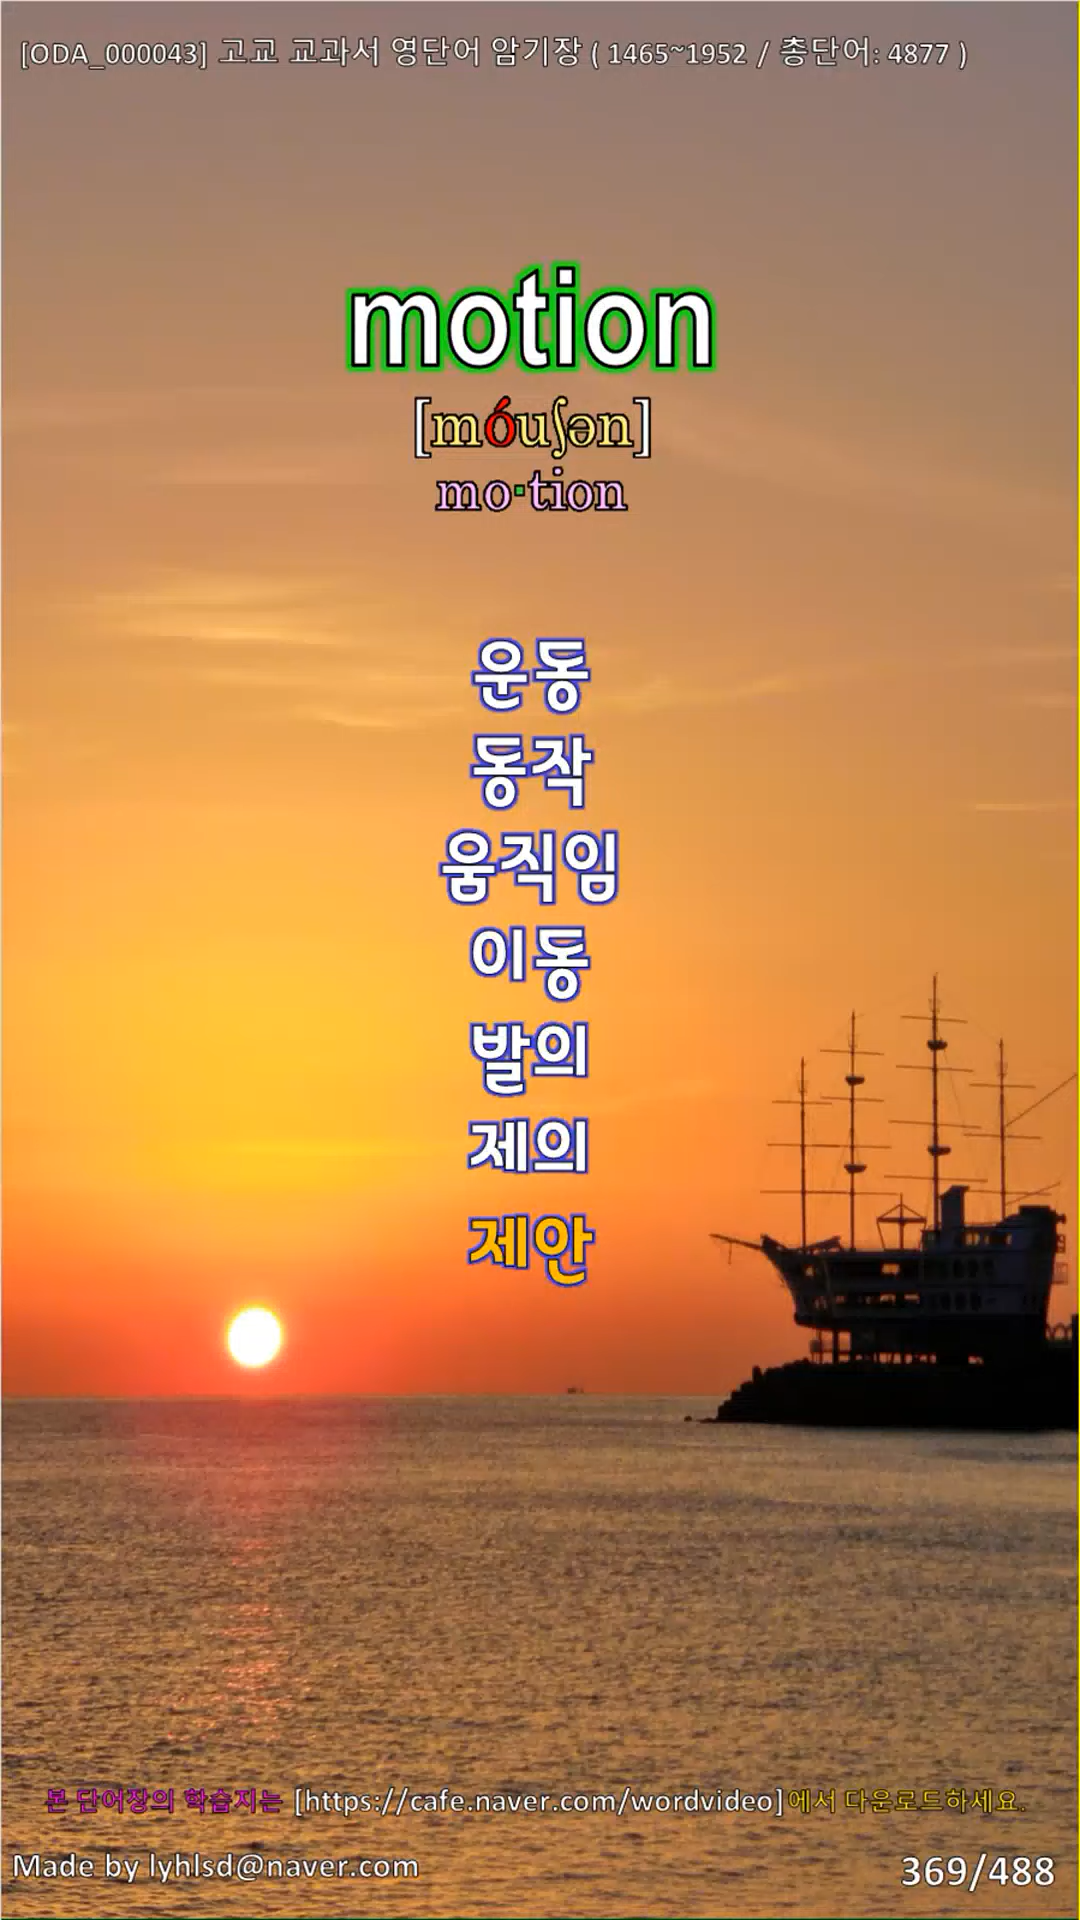 [ODA_000043] 고교 교과서 영단어 암기장 ( 1465~1952 / 총단어: 4877 )
motion
[móuʃən]
mo·tion
운동
동작
움직임
이동
발의
제의
제안
본 단어장의 학습지는 [https://cafe.naver.com/wordvideo]에서 다운로드하세요.
Made by lyhlsd@naver.com
369/488